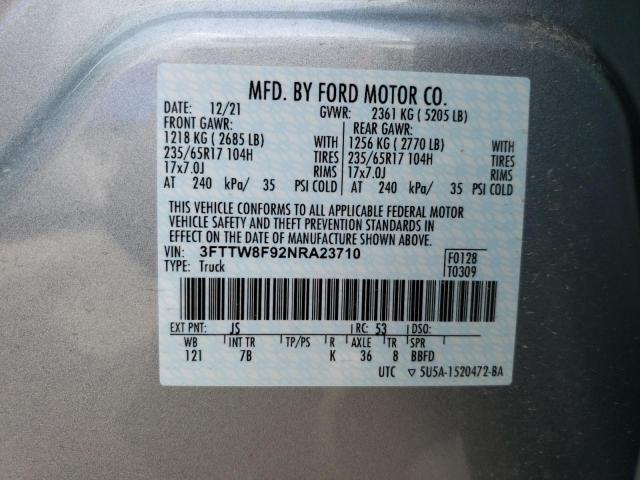 MFD. BY FORD MOTOR CO.
DATE: 12/21 GVWR: 2361 KG ( 5205 LB)
FRONT GAWR: REAR GAWR:
1218 KG ( 2685 LB) WITH 1256 KG ( 2770 LB) WITH
235/65R17 104H TIRES 235/65R17 104H TIRES
17x7.0J RIMS 17x7.0J RIMS
AT 240 kPa/ 35 PSI COLD AT 240 kPa/ 35 PSI COLD
THIS VEHICLE CONFORMS TO ALL APPLICABLE FEDERAL MOTOR
VEHICLE SAFETY AND THEFT PREVENTION STANDARDS IN
EFFECT ON THE DATE OF MANUFACTURE SHOWN ABOVE.
VIN: 3FTTW8F92NRA23710 F0128
TYPE: Truck T0309
EXT PNT: JS RC: 53 DSO:
WB INT TR TP/PS R AXLE TR SPR
121 7B K 36 8 BBFD
UTC ▽ 5U5A-1520472-BA